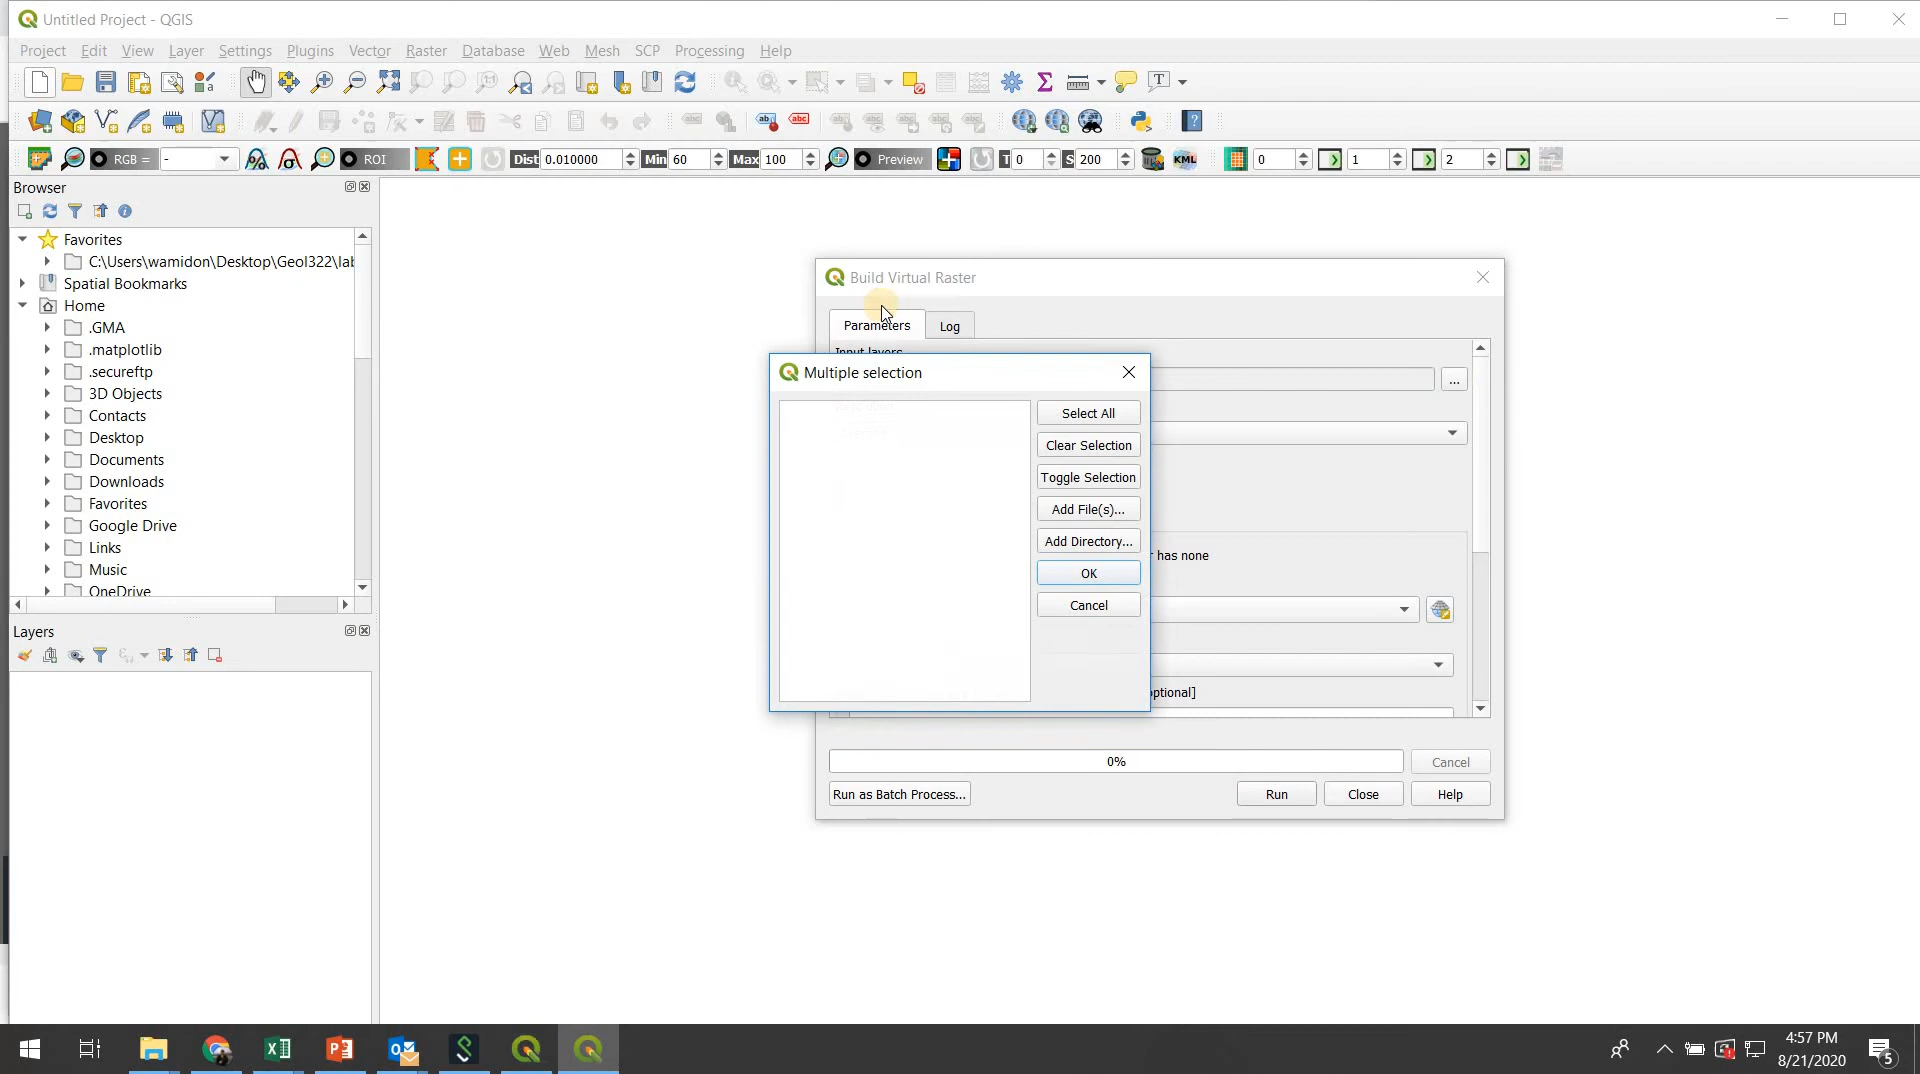 Untitled Project - QGIS
Project Edit View Layer Settings Plugins Vector Raster Database Web Mesh SCP Processing Help
RGB = - ROI Dist 0.010000 Min 60 Max 100 Preview T 0 S 200 KML 0 1 2
Browser
Favorites
C:\Users\wamidon\Desktop\Geol322\lab
Spatial Bookmarks
Home
.GMA
.matplotlib
.secureftp
3D Objects
Contacts
Desktop
Documents
Downloads
Favorites
Google Drive
Links
Music
OneDrive
Layers
Build Virtual Raster
Parameters Log
Input layers
...
Multiple selection
Select All
Clear Selection
Toggle Selection
Add File(s)...
Add Directory...
OK
Cancel
has none
optional]
0%
Cancel
Run as Batch Process...
Run Close Help
4:57 PM
8/21/2020
5